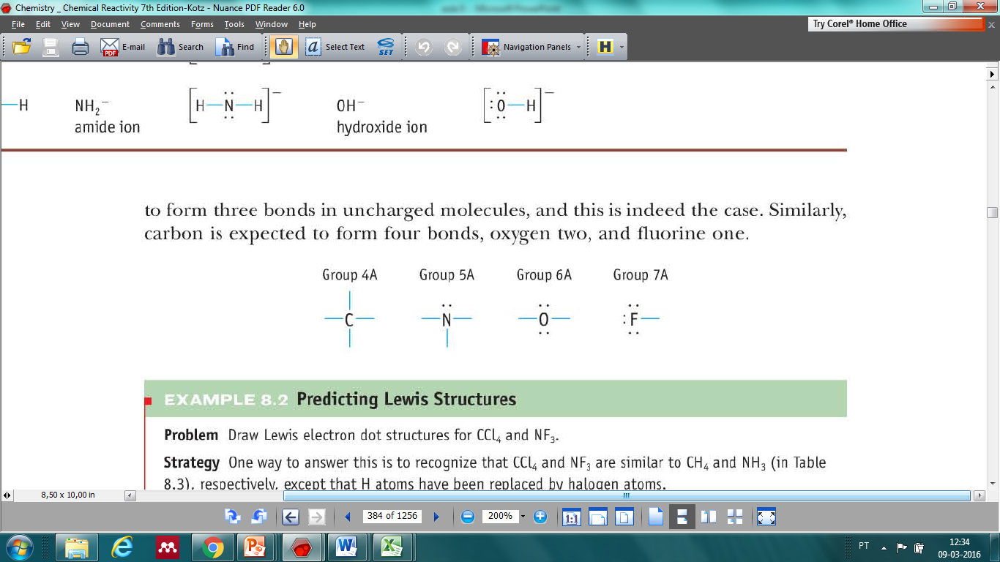 Chemistry _ Chemical Reactivity 7th Edition-Kotz - Nuance PDF Reader 6.0
File Edit View Document Comments Forms Tools Window Help
Try Corel® Home Office x
PDF E-mail Search Find a Select Text SET Navigation Panels H
—H NH₂⁻ [H—N̤̈—H]⁻ OH⁻ [:Ö̤—H]⁻
amide ion hydroxide ion
to form three bonds in uncharged molecules, and this is indeed the case. Similarly,
carbon is expected to form four bonds, oxygen two, and fluorine one.
Group 4A Group 5A Group 6A Group 7A
—C— —N— —O— :F—
EXAMPLE 8.2 Predicting Lewis Structures
Problem Draw Lewis electron dot structures for CCl₄ and NF₃.
Strategy One way to answer this is to recognize that CCl₄ and NF₃ are similar to CH₄ and NH₃ (in Table
8.3), respectively, except that H atoms have been replaced by halogen atoms.
8,50 x 10,00 in
384 of 1256 200% 1:1
P W X PT 12:34
09-03-2016